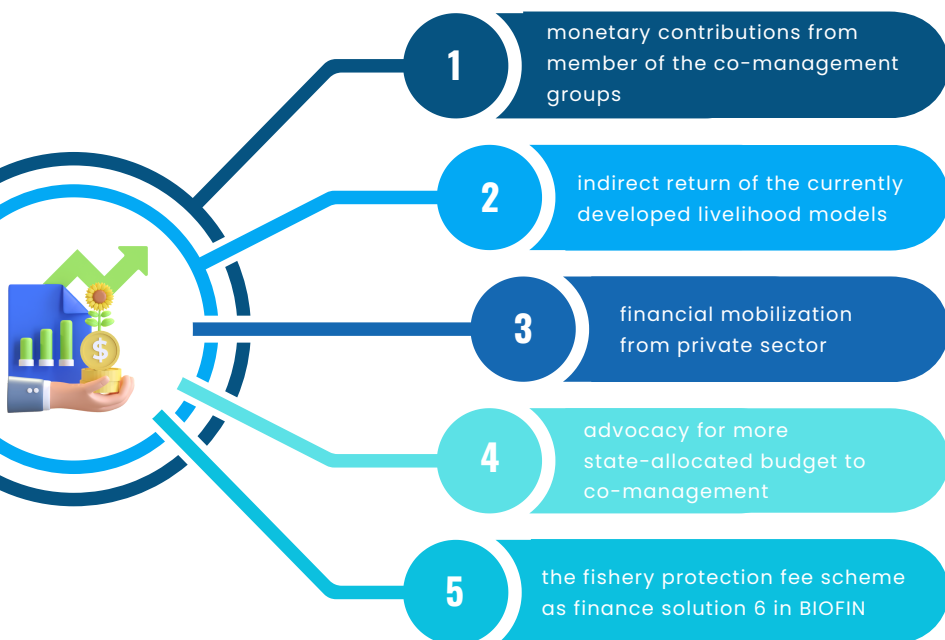 1
monetary contributions from
member of the co-management
groups
2
indirect return of the currently
developed livelihood models
3
financial mobilization
from private sector
4
advocacy for more
state-allocated budget to
co-management
5
the fishery protection fee scheme
as finance solution 6 in BIOFIN
$